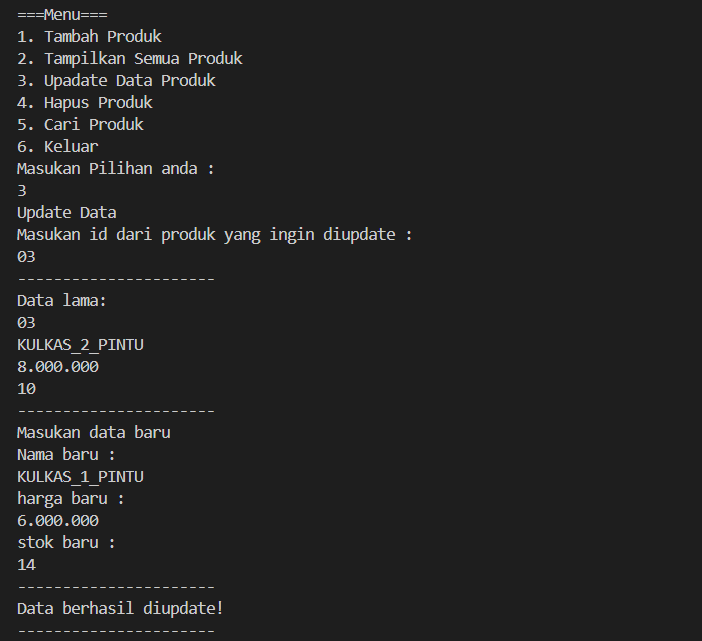 ===Menu===
1. Tambah Produk
2. Tampilkan Semua Produk
3. Upadate Data Produk
4. Hapus Produk
5. Cari Produk
6. Keluar
Masukan Pilihan anda :
3
Update Data
Masukan id dari produk yang ingin diupdate :
03
----------------------
Data lama:
03
KULKAS_2_PINTU
8.000.000
10
----------------------
Masukan data baru
Nama baru :
KULKAS_1_PINTU
harga baru :
6.000.000
stok baru :
14
----------------------
Data berhasil diupdate!
----------------------